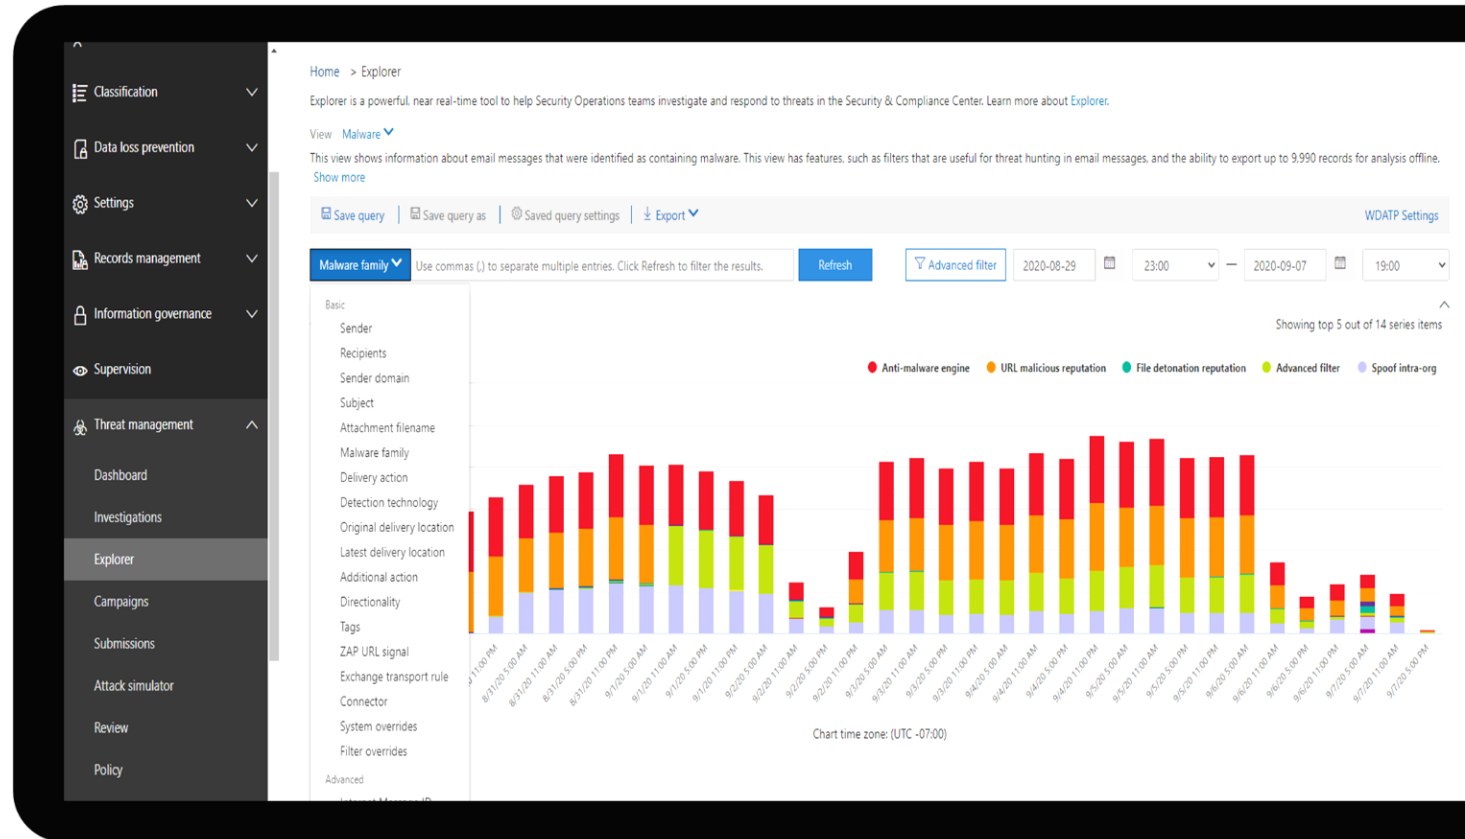 Classification
Data loss prevention
Settings
Records management
Information governance
Supervision
Threat management
Dashboard
Investigations
Explorer
Campaigns
Submissions
Attack simulator
Review
Policy
Home > Explorer
Explorer is a powerful, near real-time tool to help Security Operations teams investigate and respond to threats in the Security & Compliance Center. Learn more about Explorer.
View Malware
This view shows information about email messages that were identified as containing malware. This view has features, such as filters that are useful for threat hunting in email messages, and the ability to export up to 9,990 records for analysis offline.
Show more
Save query Save query as Saved query settings Export WDATP Settings
Malware family Use commas (,) to separate multiple entries. Click Refresh to filter the results. Refresh Advanced filter 2020-08-29 23:00 — 2020-09-07 19:00
Basic
Sender
Recipients
Sender domain
Subject
Attachment filename
Malware family
Delivery action
Detection technology
Original delivery location
Latest delivery location
Additional action
Directionality
Tags
ZAP URL signal
Exchange transport rule
Connector
System overrides
Filter overrides
Advanced
Showing top 5 out of 14 series items
Anti-malware engine URL malicious reputation File detonation reputation Advanced filter Spoof intra-org
11:00 PM
8/31/20 5:00 AM
8/31/20 11:00 AM
8/31/20 5:00 PM
8/31/20 11:00 PM
9/1/20 5:00 AM
9/1/20 11:00 AM
9/1/20 5:00 PM
9/1/20 11:00 PM
9/2/20 5:00 AM
9/2/20 11:00 AM
9/2/20 5:00 PM
9/2/20 11:00 PM
9/3/20 5:00 AM
9/3/20 11:00 AM
9/3/20 5:00 PM
9/3/20 11:00 PM
9/4/20 5:00 AM
9/4/20 11:00 AM
9/4/20 5:00 PM
9/4/20 11:00 PM
9/5/20 5:00 AM
9/5/20 11:00 AM
9/5/20 5:00 PM
9/5/20 11:00 PM
9/6/20 5:00 AM
9/6/20 11:00 AM
9/6/20 5:00 PM
9/6/20 11:00 PM
9/7/20 5:00 AM
9/7/20 11:00 AM
9/7/20 5:00 PM
Chart time zone: (UTC -07:00)